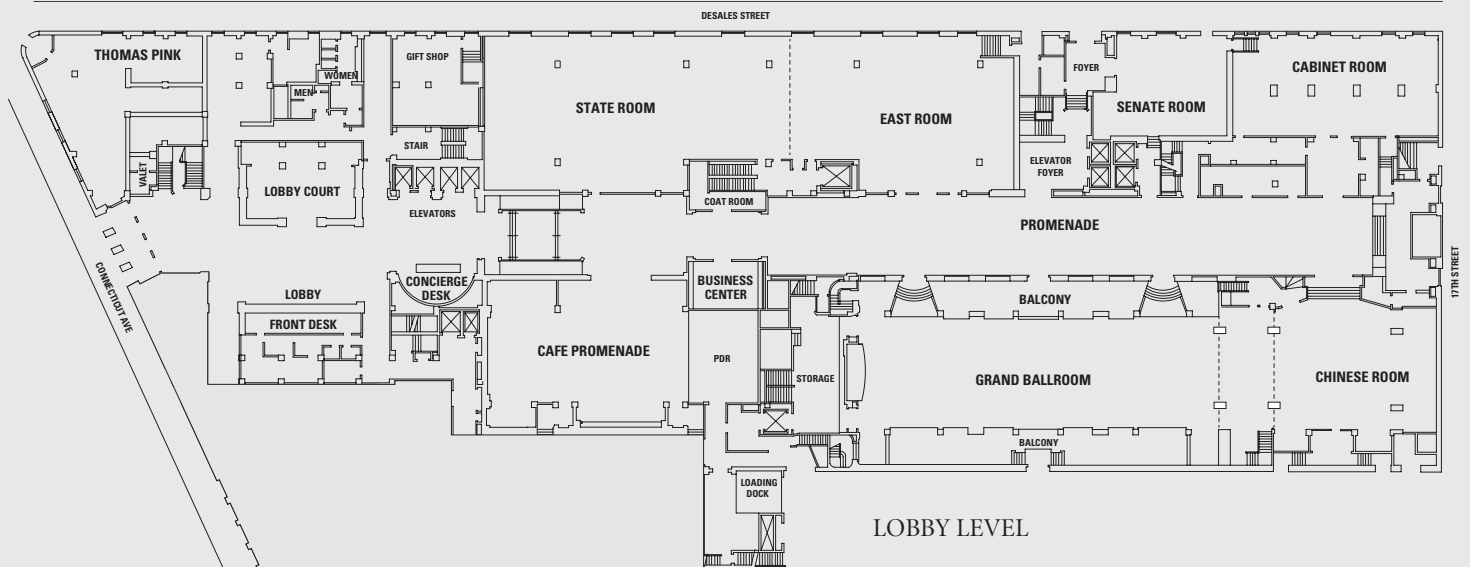 DESALES STREET
THOMAS PINK
WOMEN
MEN
GIFT SHOP
STATE ROOM
EAST ROOM
FOYER
SENATE ROOM
CABINET ROOM
VALET
LOBBY COURT
STAIR
ELEVATORS
COAT ROOM
ELEVATOR
FOYER
PROMENADE
CONNECTICUT AVE
17TH STREET
LOBBY
FRONT DESK
CONCIERGE
DESK
BUSINESS
CENTER
BALCONY
CAFE PROMENADE
PDR
STORAGE
GRAND BALLROOM
CHINESE ROOM
BALCONY
LOADING
DOCK
LOBBY LEVEL